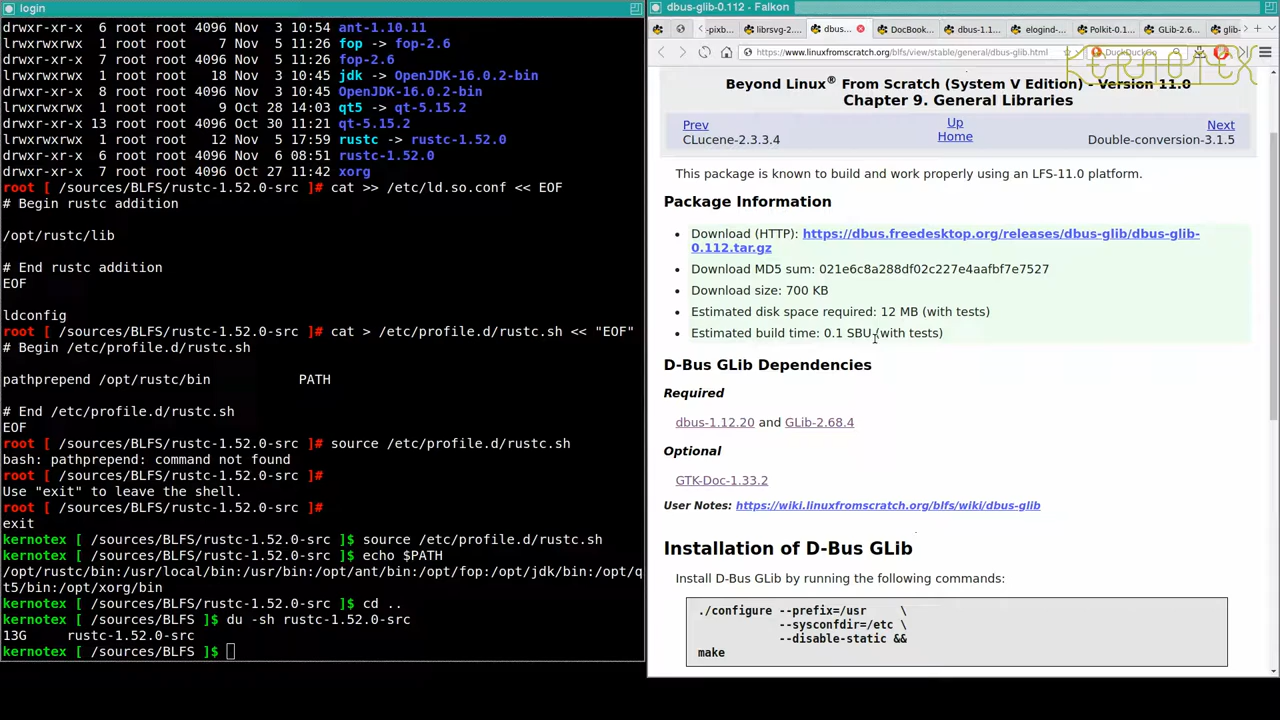 login
drwxr-xr-x  6 root root 4096 Nov  3 10:54 ant-1.10.11
lrwxrwxrwx  1 root root    7 Nov  5 11:26 fop -> fop-2.6
drwxr-xr-x  7 root root 4096 Nov  5 11:26 fop-2.6
lrwxrwxrwx  1 root root   18 Nov  3 10:45 jdk -> OpenJDK-16.0.2-bin
drwxr-xr-x  8 root root 4096 Nov  3 10:45 OpenJDK-16.0.2-bin
lrwxrwxrwx  1 root root    9 Oct 28 14:03 qt5 -> qt-5.15.2
drwxr-xr-x 13 root root 4096 Oct 30 11:21 qt-5.15.2
lrwxrwxrwx  1 root root   12 Nov  5 17:59 rustc -> rustc-1.52.0
drwxr-xr-x  6 root root 4096 Nov  6 08:51 rustc-1.52.0
drwxr-xr-x  7 root root 4096 Oct 27 11:42 xorg
root [ /sources/BLFS/rustc-1.52.0-src ]# cat >> /etc/ld.so.conf << EOF
# Begin rustc addition
/opt/rustc/lib
# End rustc addition
EOF
ldconfig
root [ /sources/BLFS/rustc-1.52.0-src ]# cat > /etc/profile.d/rustc.sh << "EOF"
# Begin /etc/profile.d/rustc.sh
pathprepend /opt/rustc/bin           PATH
# End /etc/profile.d/rustc.sh
EOF
root [ /sources/BLFS/rustc-1.52.0-src ]# source /etc/profile.d/rustc.sh
bash: pathprepend: command not found
root [ /sources/BLFS/rustc-1.52.0-src ]#
Use "exit" to leave the shell.
root [ /sources/BLFS/rustc-1.52.0-src ]#
exit
kernotex [ /sources/BLFS/rustc-1.52.0-src ]$ source /etc/profile.d/rustc.sh
kernotex [ /sources/BLFS/rustc-1.52.0-src ]$ echo $PATH
/opt/rustc/bin:/usr/local/bin:/usr/bin:/opt/ant/bin:/opt/fop:/opt/jdk/bin:/opt/q
t5/bin:/opt/xorg/bin
kernotex [ /sources/BLFS/rustc-1.52.0-src ]$ cd ..
kernotex [ /sources/BLFS ]$ du -sh rustc-1.52.0-src
13G     rustc-1.52.0-src
kernotex [ /sources/BLFS ]$
dbus-glib-0.112 - Falkon
-pixb... librsvg-2... dbus... DocBook... dbus-1.1... elogind-... Polkit-0.1... GLib-2.6... glib-
https://www.linuxfromscratch.org/blfs/view/stable/general/dbus-glib.html DuckDuckGo
KERNOTEX
Beyond Linux® From Scratch (System V Edition) - Version 11.0
Chapter 9. General Libraries
Prev Up Next
CLucene-2.3.3.4 Home Double-conversion-3.1.5
This package is known to build and work properly using an LFS-11.0 platform.
Package Information
• Download (HTTP): https://dbus.freedesktop.org/releases/dbus-glib/dbus-glib-
0.112.tar.gz
• Download MD5 sum: 021e6c8a288df02c227e4aafbf7e7527
• Download size: 700 KB
• Estimated disk space required: 12 MB (with tests)
• Estimated build time: 0.1 SBU (with tests)
D-Bus GLib Dependencies
Required
dbus-1.12.20 and GLib-2.68.4
Optional
GTK-Doc-1.33.2
User Notes: https://wiki.linuxfromscratch.org/blfs/wiki/dbus-glib
Installation of D-Bus GLib
Install D-Bus GLib by running the following commands:
./configure --prefix=/usr     \
--sysconfdir=/etc \
--disable-static &&
make